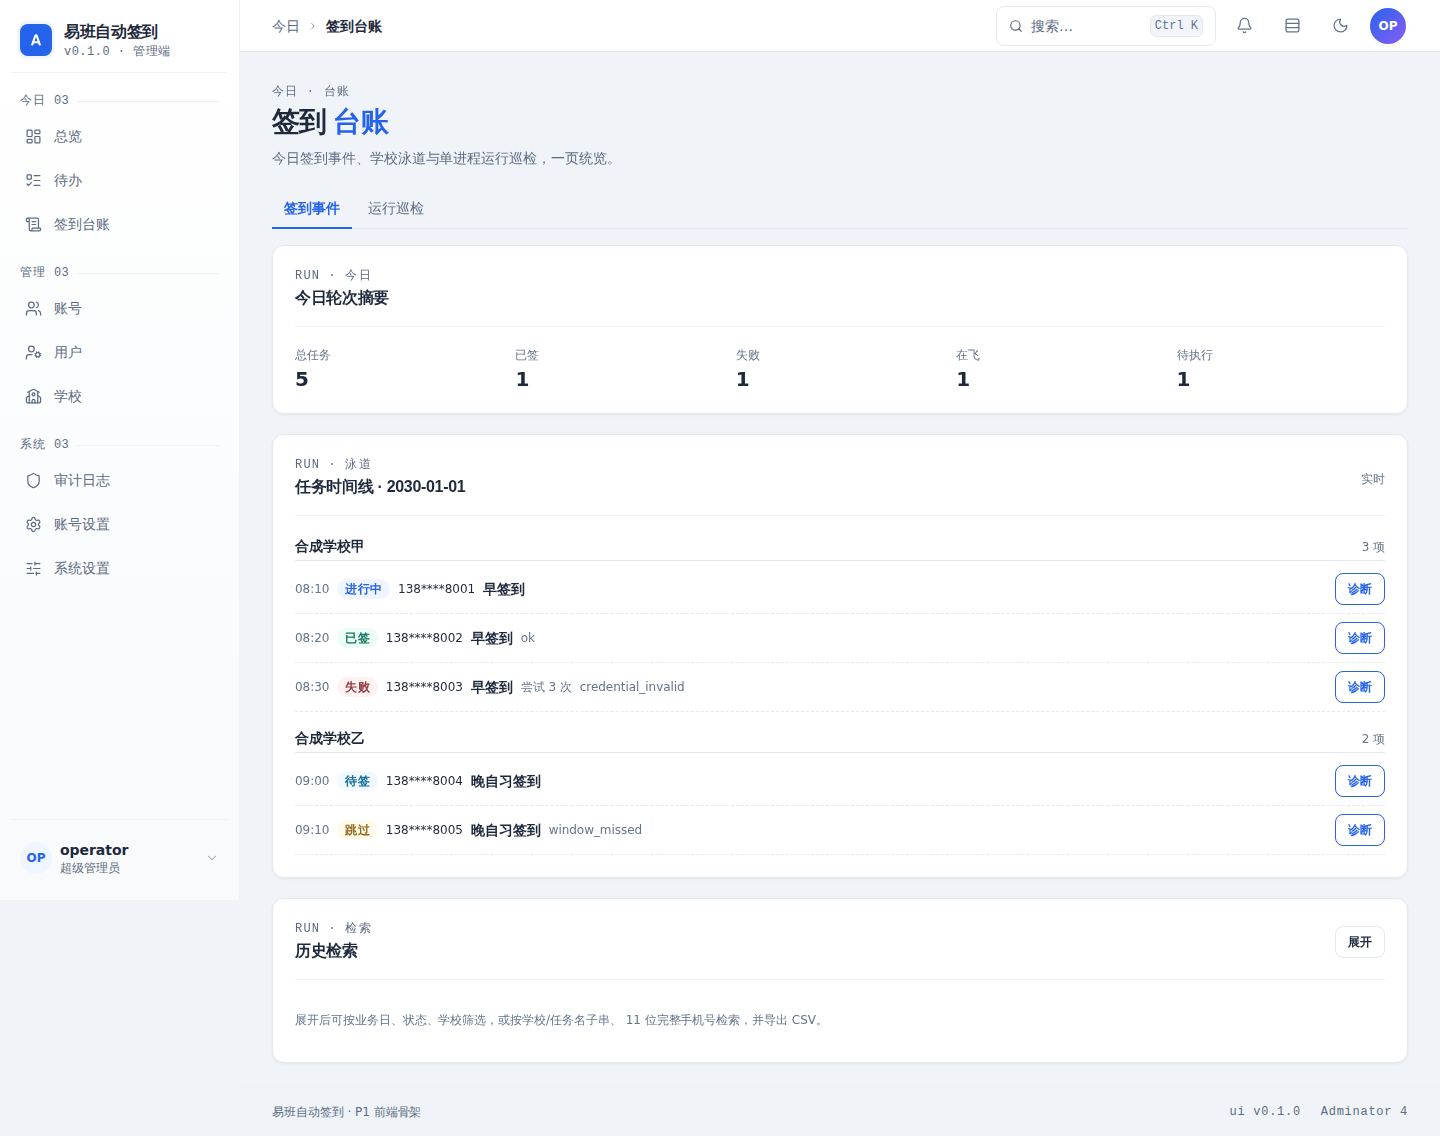 易班自动签到
v0.1.0 · 管理端
今日 03
总览
待办
签到台账
管理 03
账号
用户
学校
系统 03
审计日志
账号设置
系统设置
OP operator
超级管理员
今日 › 签到台账
搜索… Ctrl K
OP
今日 · 台账
签到 台账
今日签到事件、学校泳道与单进程运行巡检，一页统览。
签到事件 运行巡检
RUN · 今日
今日轮次摘要
总任务 已签 失败 在飞 待执行
5 1 1 1 1
RUN · 泳道
任务时间线 · 2030-01-01
实时
合成学校甲 3 项
08:10 进行中 138****8001 早签到 诊断
08:20 已签 138****8002 早签到 ok 诊断
08:30 失败 138****8003 早签到 尝试 3 次 credential_invalid 诊断
合成学校乙 2 项
09:00 待签 138****8004 晚自习签到 诊断
09:10 跳过 138****8005 晚自习签到 window_missed 诊断
RUN · 检索
历史检索
展开
展开后可按业务日、状态、学校筛选，或按学校/任务名子串、 11 位完整手机号检索，并导出 CSV。
易班自动签到 · P1 前端骨架 ui v0.1.0 Adminator 4